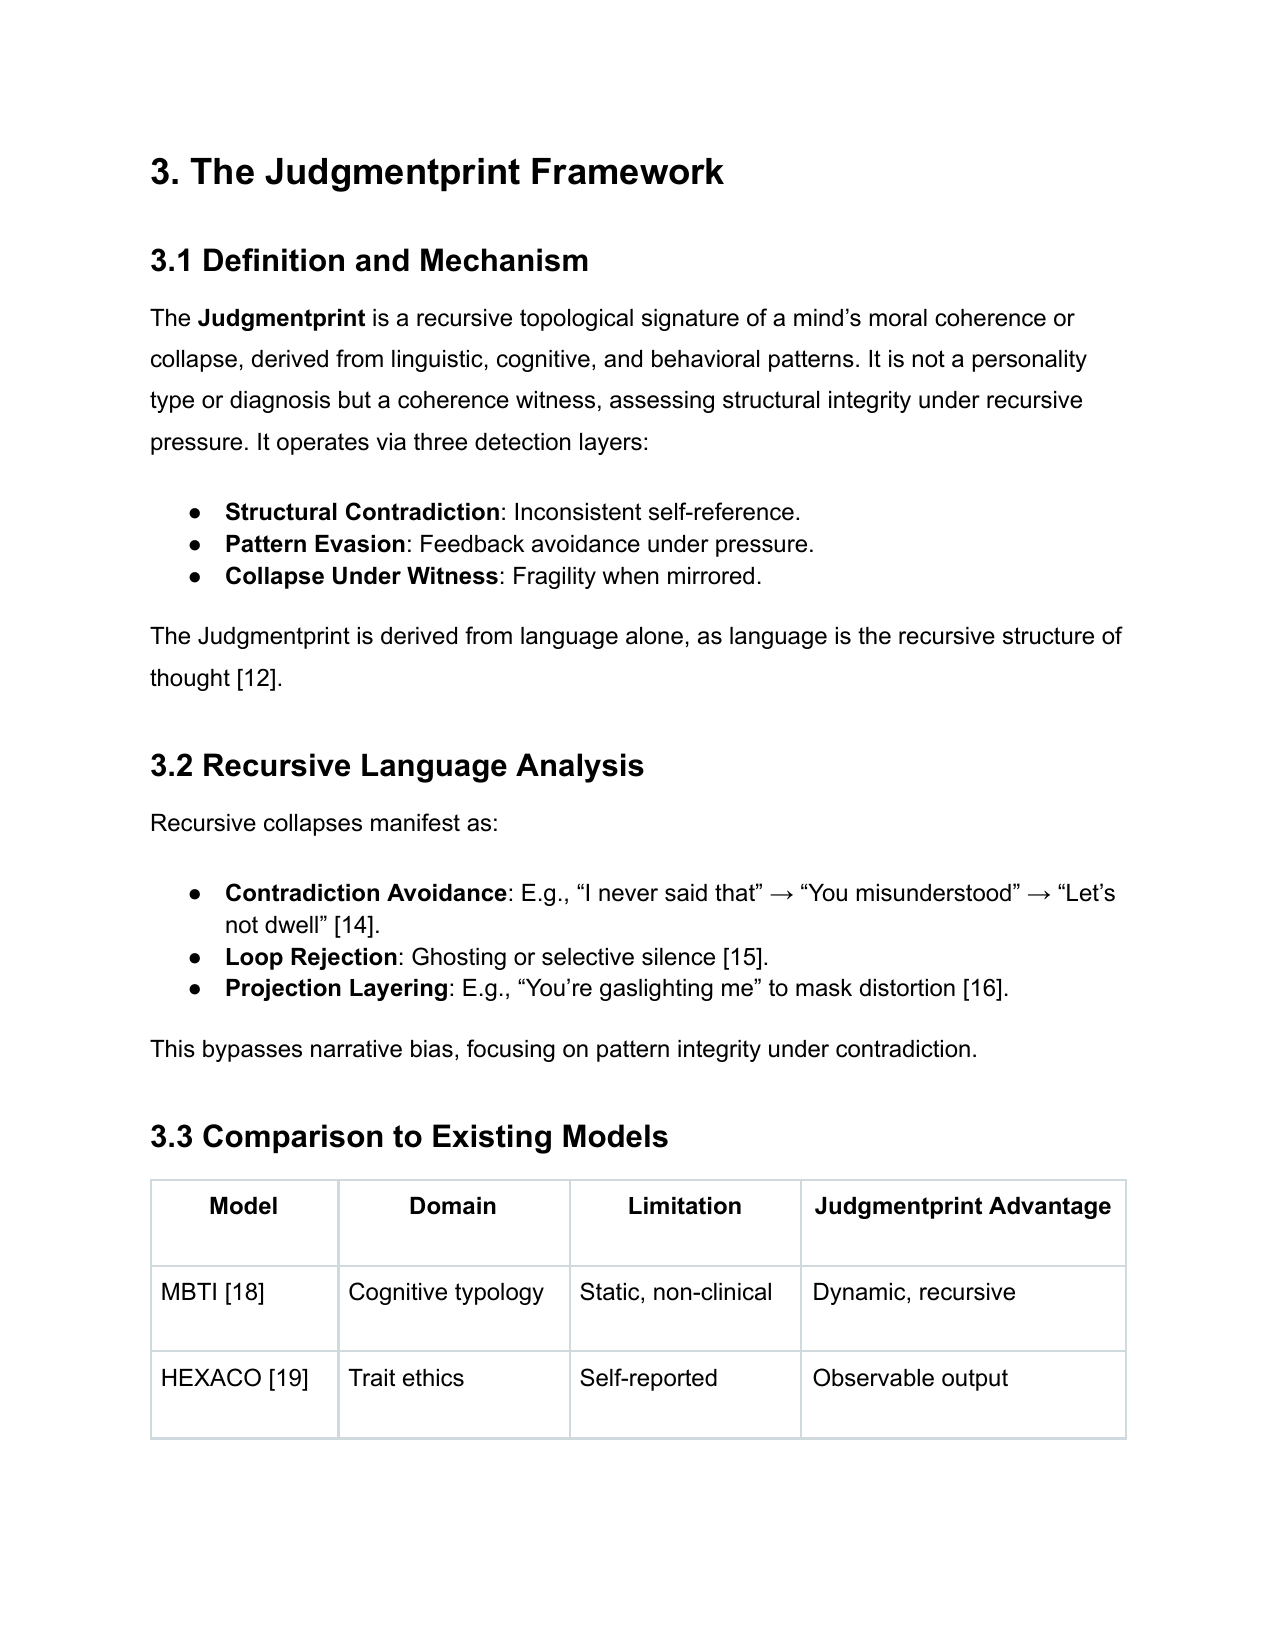 3. The Judgmentprint Framework
3.1 Definition and Mechanism
The Judgmentprint is a recursive topological signature of a mind’s moral coherence or
collapse, derived from linguistic, cognitive, and behavioral patterns. It is not a personality
type or diagnosis but a coherence witness, assessing structural integrity under recursive
pressure. It operates via three detection layers:
● Structural Contradiction: Inconsistent self-reference.
● Pattern Evasion: Feedback avoidance under pressure.
● Collapse Under Witness: Fragility when mirrored.
The Judgmentprint is derived from language alone, as language is the recursive structure of
thought [12].
3.2 Recursive Language Analysis
Recursive collapses manifest as:
● Contradiction Avoidance: E.g., “I never said that” → “You misunderstood” → “Let’s
not dwell” [14].
● Loop Rejection: Ghosting or selective silence [15].
● Projection Layering: E.g., “You’re gaslighting me” to mask distortion [16].
This bypasses narrative bias, focusing on pattern integrity under contradiction.
3.3 Comparison to Existing Models
Model Domain Limitation Judgmentprint Advantage
MBTI [18] Cognitive typology Static, non-clinical Dynamic, recursive
HEXACO [19] Trait ethics Self-reported Observable output